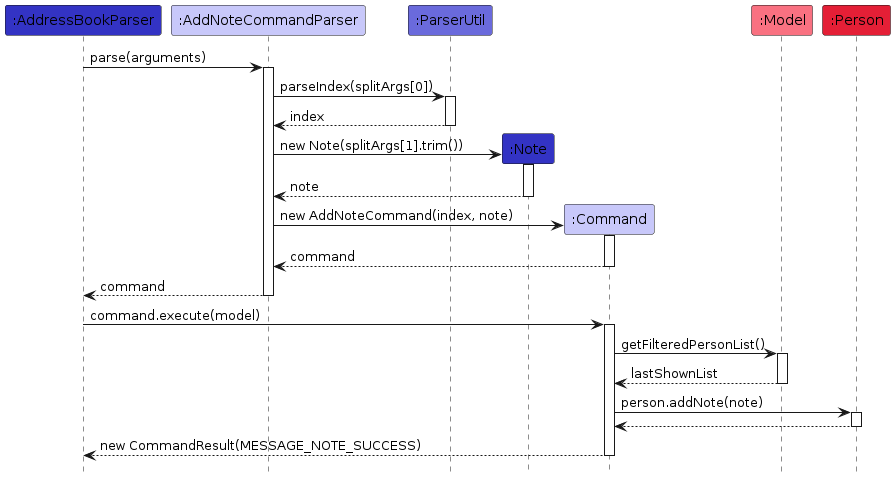 :AddressBookParser
:AddNoteCommandParser
:ParserUtil
:Model
:Person
parse(arguments)
parseIndex(splitArgs[0])
index
new Note(splitArgs[1].trim())
:Note
note
new AddNoteCommand(index, note)
:Command
command
command
command.execute(model)
getFilteredPersonList()
lastShownList
person.addNote(note)
new CommandResult(MESSAGE_NOTE_SUCCESS)